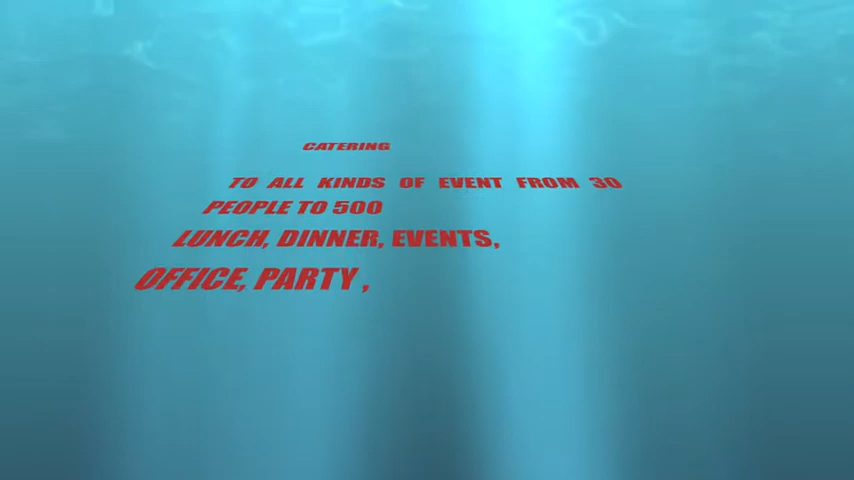 CATERING
TO ALL KINDS OF EVENT FROM 30
PEOPLE TO 500
LUNCH, DINNER, EVENTS,
OFFICE, PARTY ,